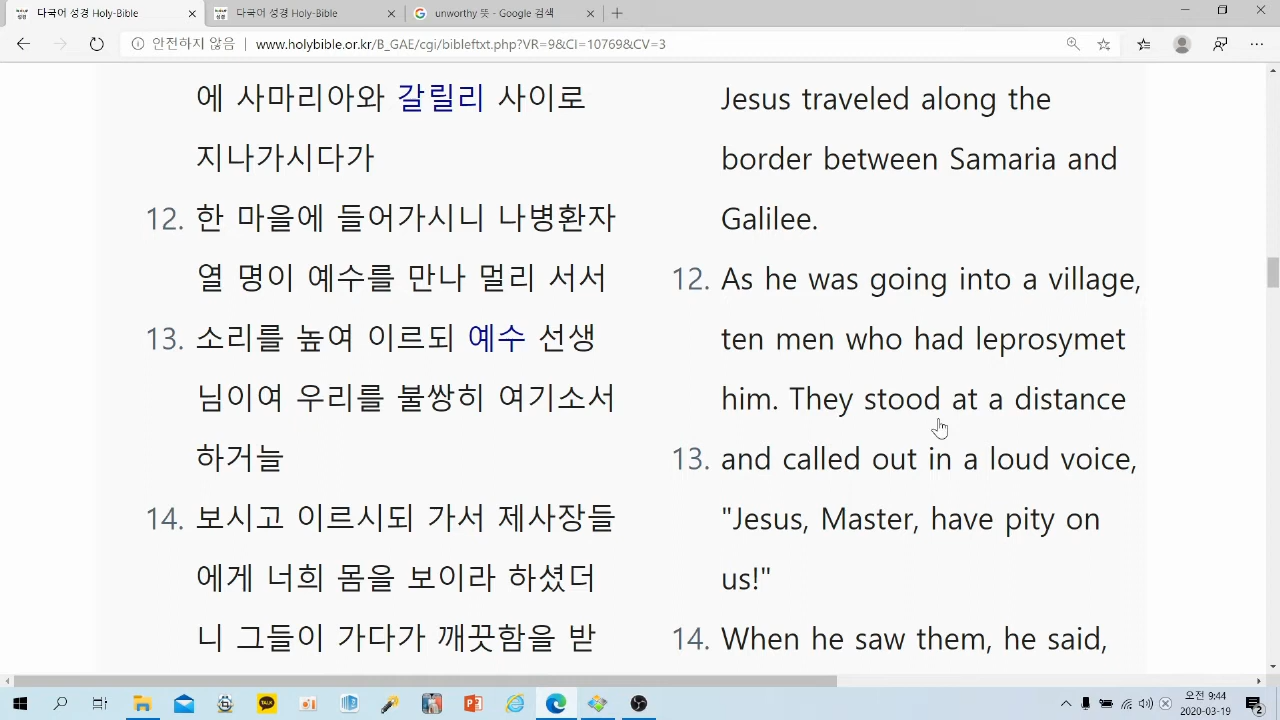 다국어 성경 Holy-Bible
다국어 성경 Holy-Bible
unworthy 뜻 - Google 검색
안전하지 않음
www.holybible.or.kr/B_GAE/cgi/bibleftxt.php?VR=9&CI=10769&CV=3
에 사마리아와 갈릴리 사이로
지나가시다가
12. 한 마을에 들어가시니 나병환자
열 명이 예수를 만나 멀리 서서
13. 소리를 높여 이르되 예수 선생
님이여 우리를 불쌍히 여기소서
하거늘
14. 보시고 이르시되 가서 제사장들
에게 너희 몸을 보이라 하셨더
니 그들이 가다가 깨끗함을 받
Jesus traveled along the
border between Samaria and
Galilee.
12. As he was going into a village,
ten men who had leprosymet
him. They stood at a distance
13. and called out in a loud voice,
"Jesus, Master, have pity on
us!"
14. When he saw them, he said,
TALK
오전 9:44
2020-03-19
2